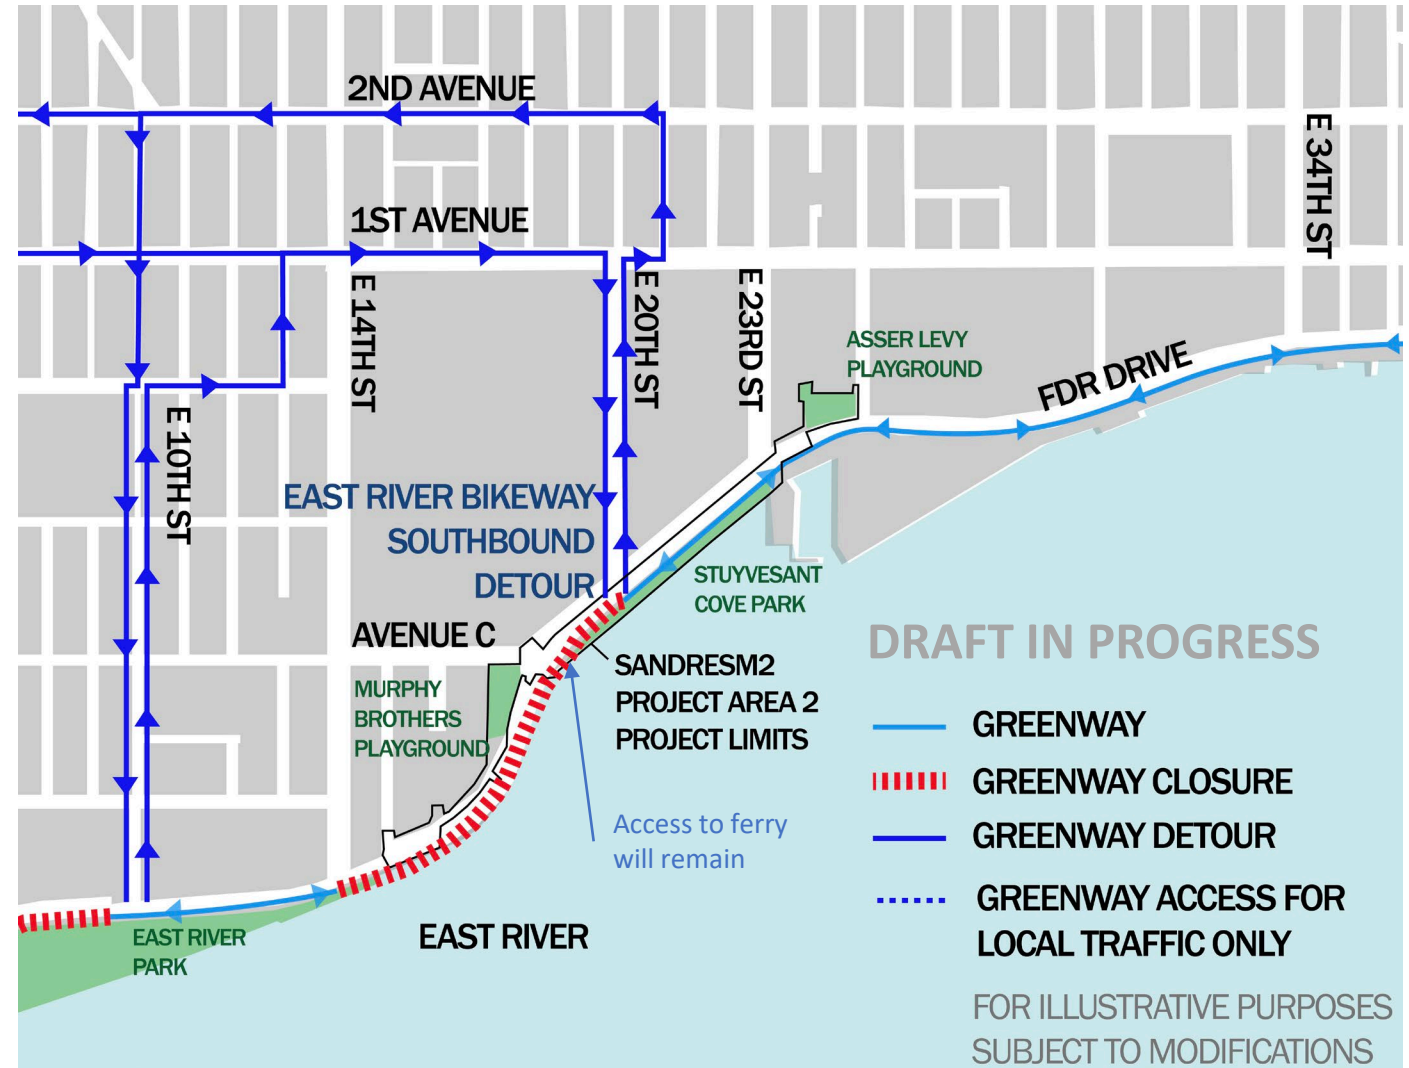 2ND AVENUE
1ST AVENUE
E 34TH ST
E 14TH ST
E 20TH ST
E 23RD ST
ASSER LEVY
PLAYGROUND
FDR DRIVE
E 10TH ST
EAST RIVER BIKEWAY
SOUTHBOUND
DETOUR
STUYVESANT
COVE PARK
AVENUE C
MURPHY
BROTHERS
PLAYGROUND
SANDRESM2
PROJECT AREA 2
PROJECT LIMITS
Access to ferry
will remain
EAST RIVER
PARK
EAST RIVER
DRAFT IN PROGRESS
GREENWAY
GREENWAY CLOSURE
GREENWAY DETOUR
GREENWAY ACCESS FOR
LOCAL TRAFFIC ONLY
FOR ILLUSTRATIVE PURPOSES
SUBJECT TO MODIFICATIONS